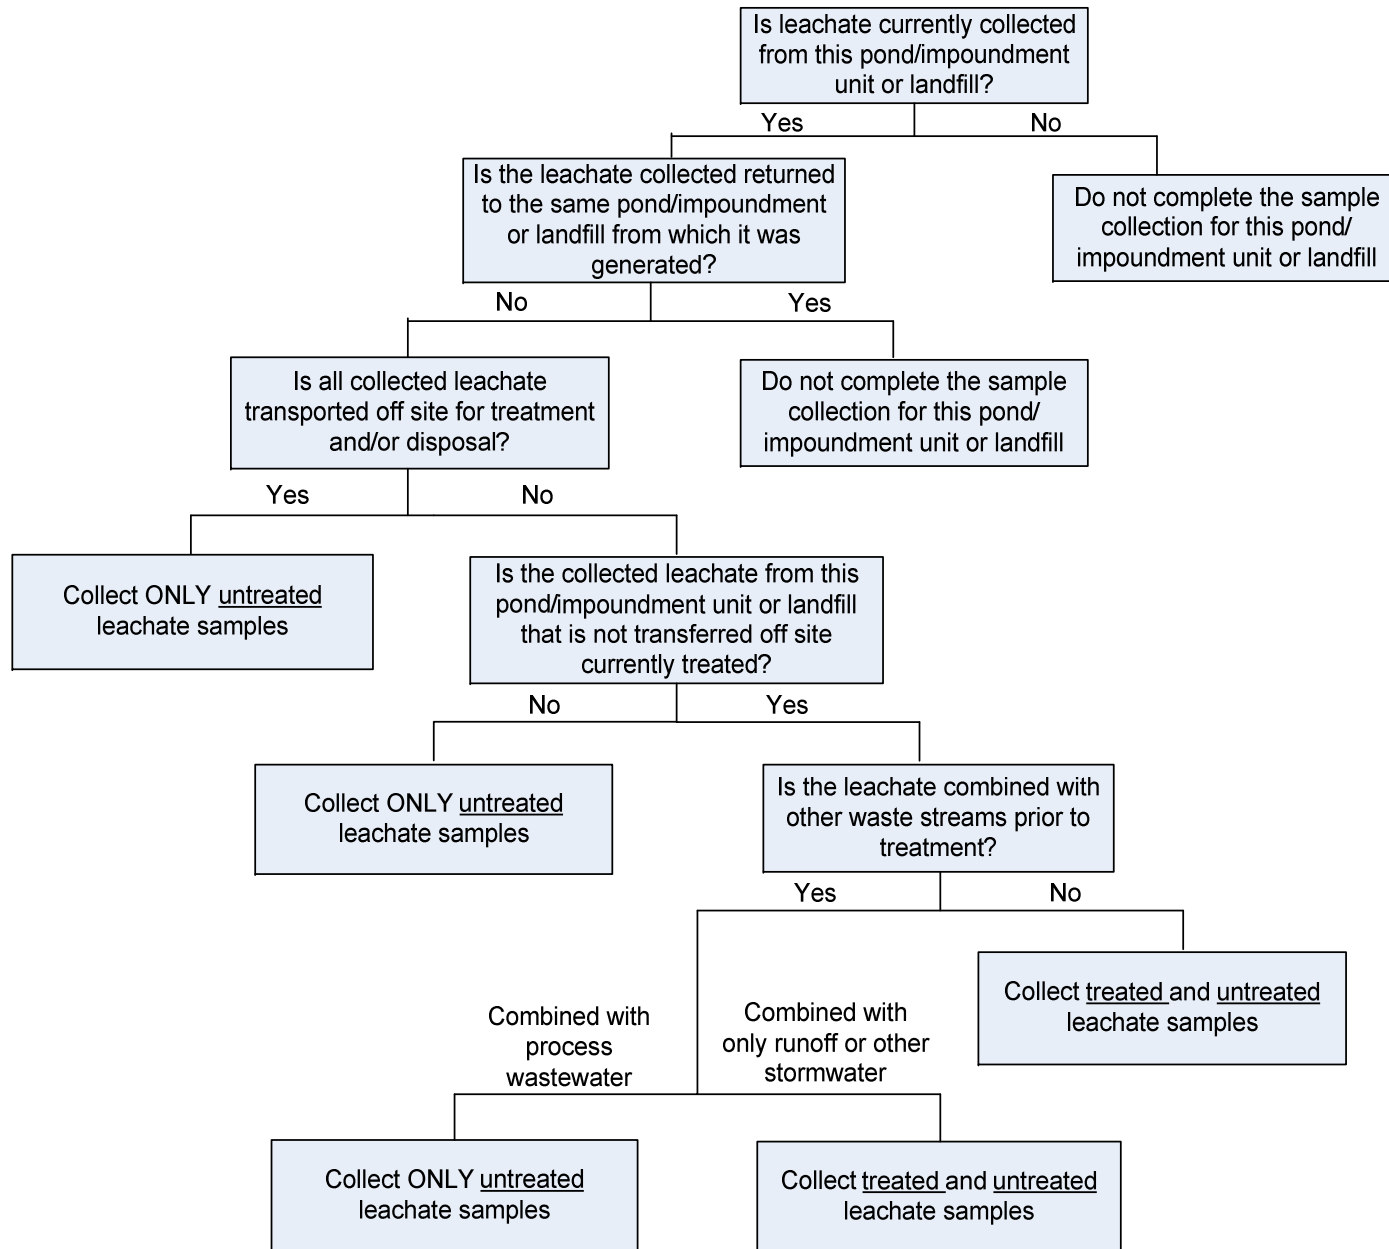 Is leachate currently collected
from this pond/impoundment
unit or landfill?
Yes
No
Is the leachate collected returned
to the same pond/impoundment
or landfill from which it was
generated?
Do not complete the sample
collection for this pond/
impoundment unit or landfill
No
Yes
Is all collected leachate
transported off site for treatment
and/or disposal?
Do not complete the sample
collection for this pond/
impoundment unit or landfill
Yes
No
Collect ONLY untreated
leachate samples
Is the collected leachate from this
pond/impoundment unit or landfill
that is not transferred off site
currently treated?
No
Yes
Collect ONLY untreated
leachate samples
Is the leachate combined with
other waste streams prior to
treatment?
Yes
No
Collect treated and untreated
leachate samples
Combined with
process
wastewater
Combined with
only runoff or other
stormwater
Collect ONLY untreated
leachate samples
Collect treated and untreated
leachate samples